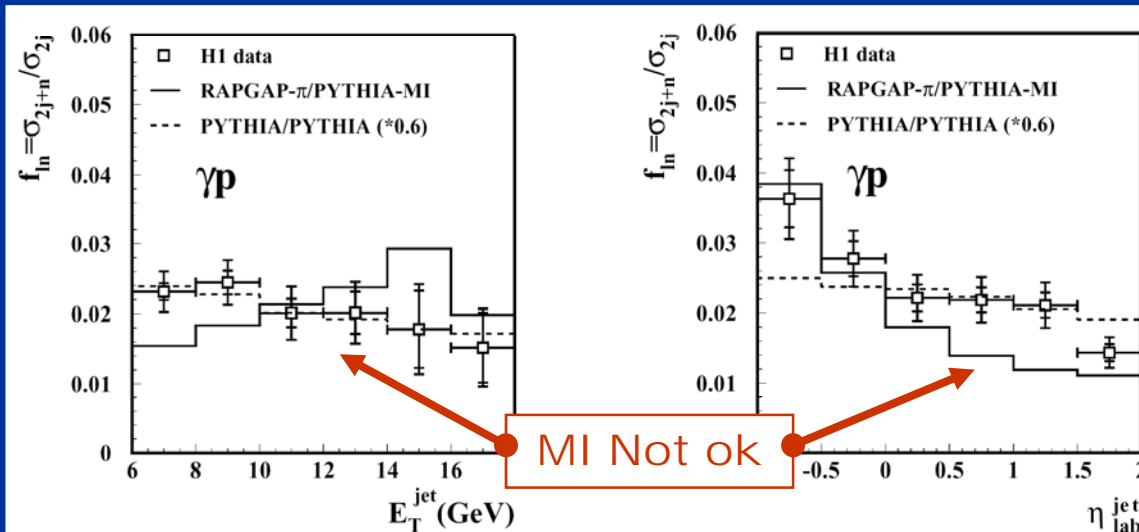 0.06
0.05
0.04
0.03
0.02
0.01
0
f_ln=σ_2j+n/σ_2j
H1 data
RAPGAP-π/PYTHIA-MI
PYTHIA/PYTHIA (*0.6)
γp
6 8 10 12 14 16
E_T^jet(GeV)
0.06
0.05
0.04
0.03
0.02
0.01
f_ln=σ_2j+n/σ_2j
H1 data
RAPGAP-π/PYTHIA-MI
PYTHIA/PYTHIA (*0.6)
γp
-0.5 0 0.5 1 1.5 2
η_lab^jet
MI Not ok